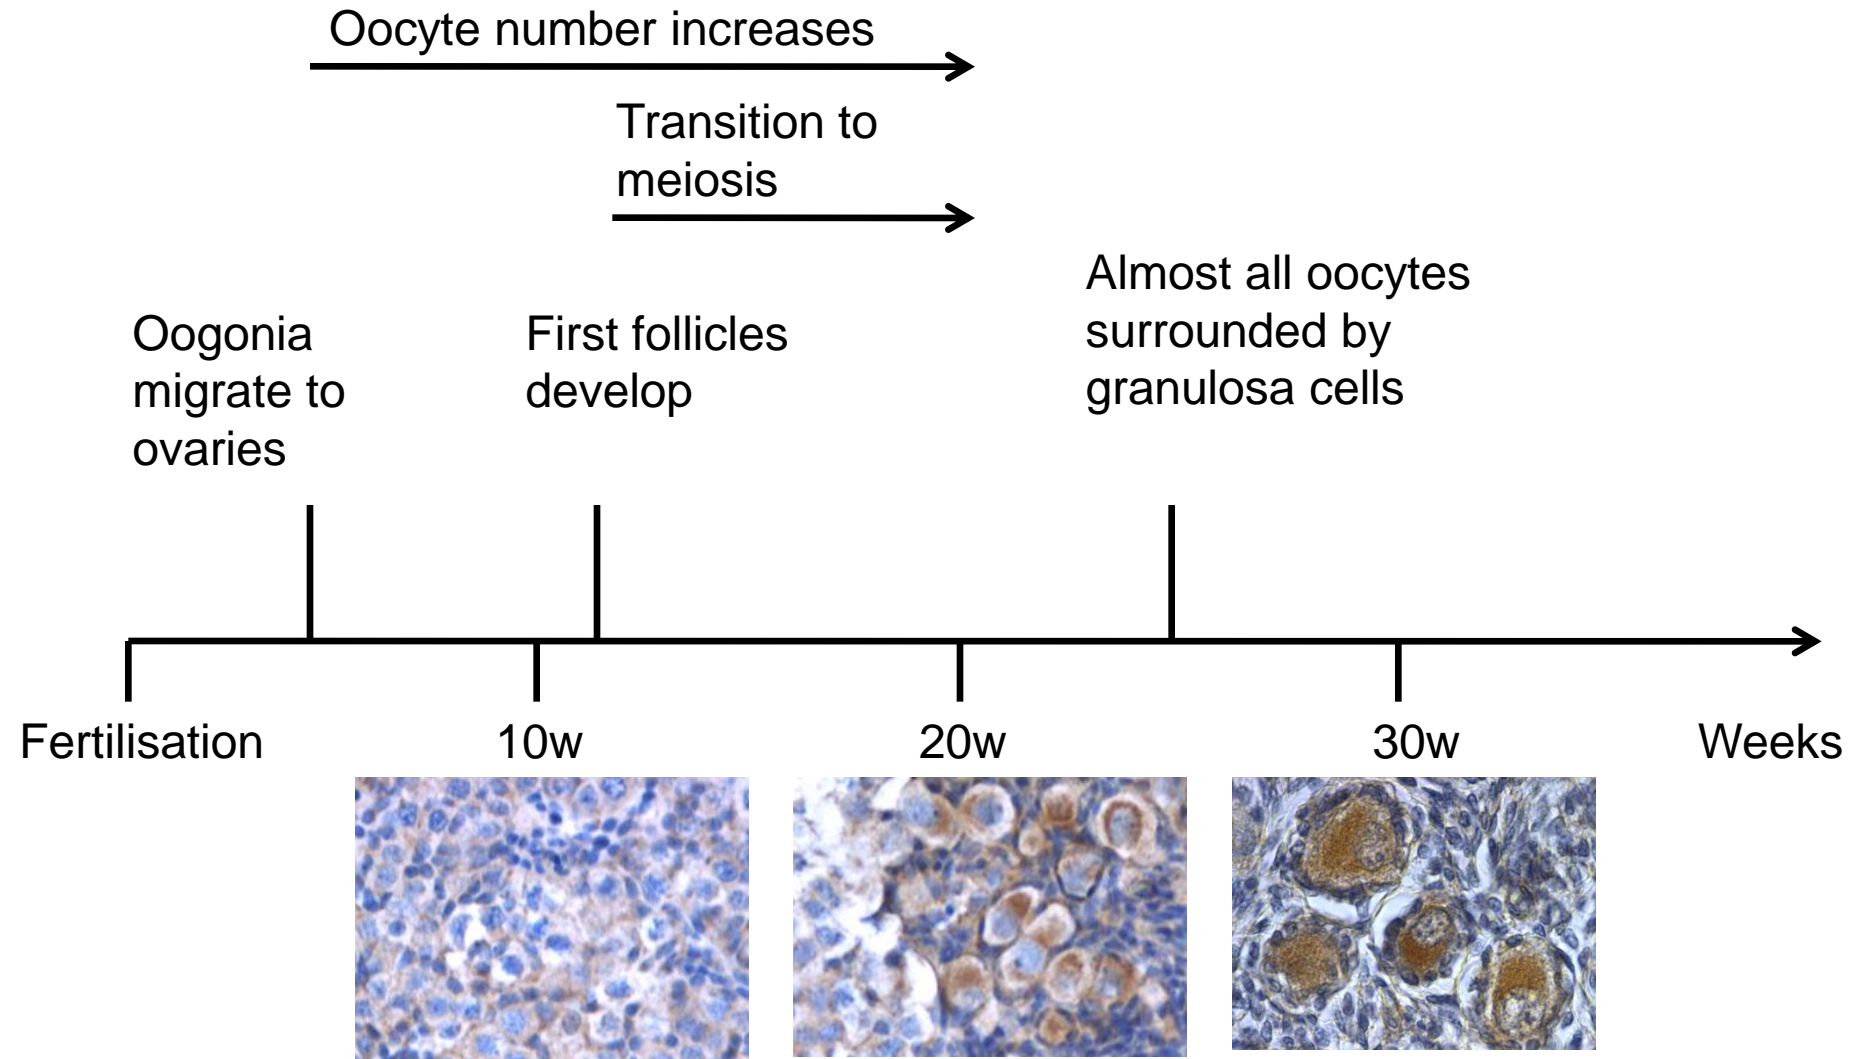 Oocyte number increases
Transition to
meiosis
Almost all oocytes
surrounded by
granulosa cells
Oogonia
migrate to
ovaries
First follicles
develop
Fertilisation
10w
20w
30w
Weeks